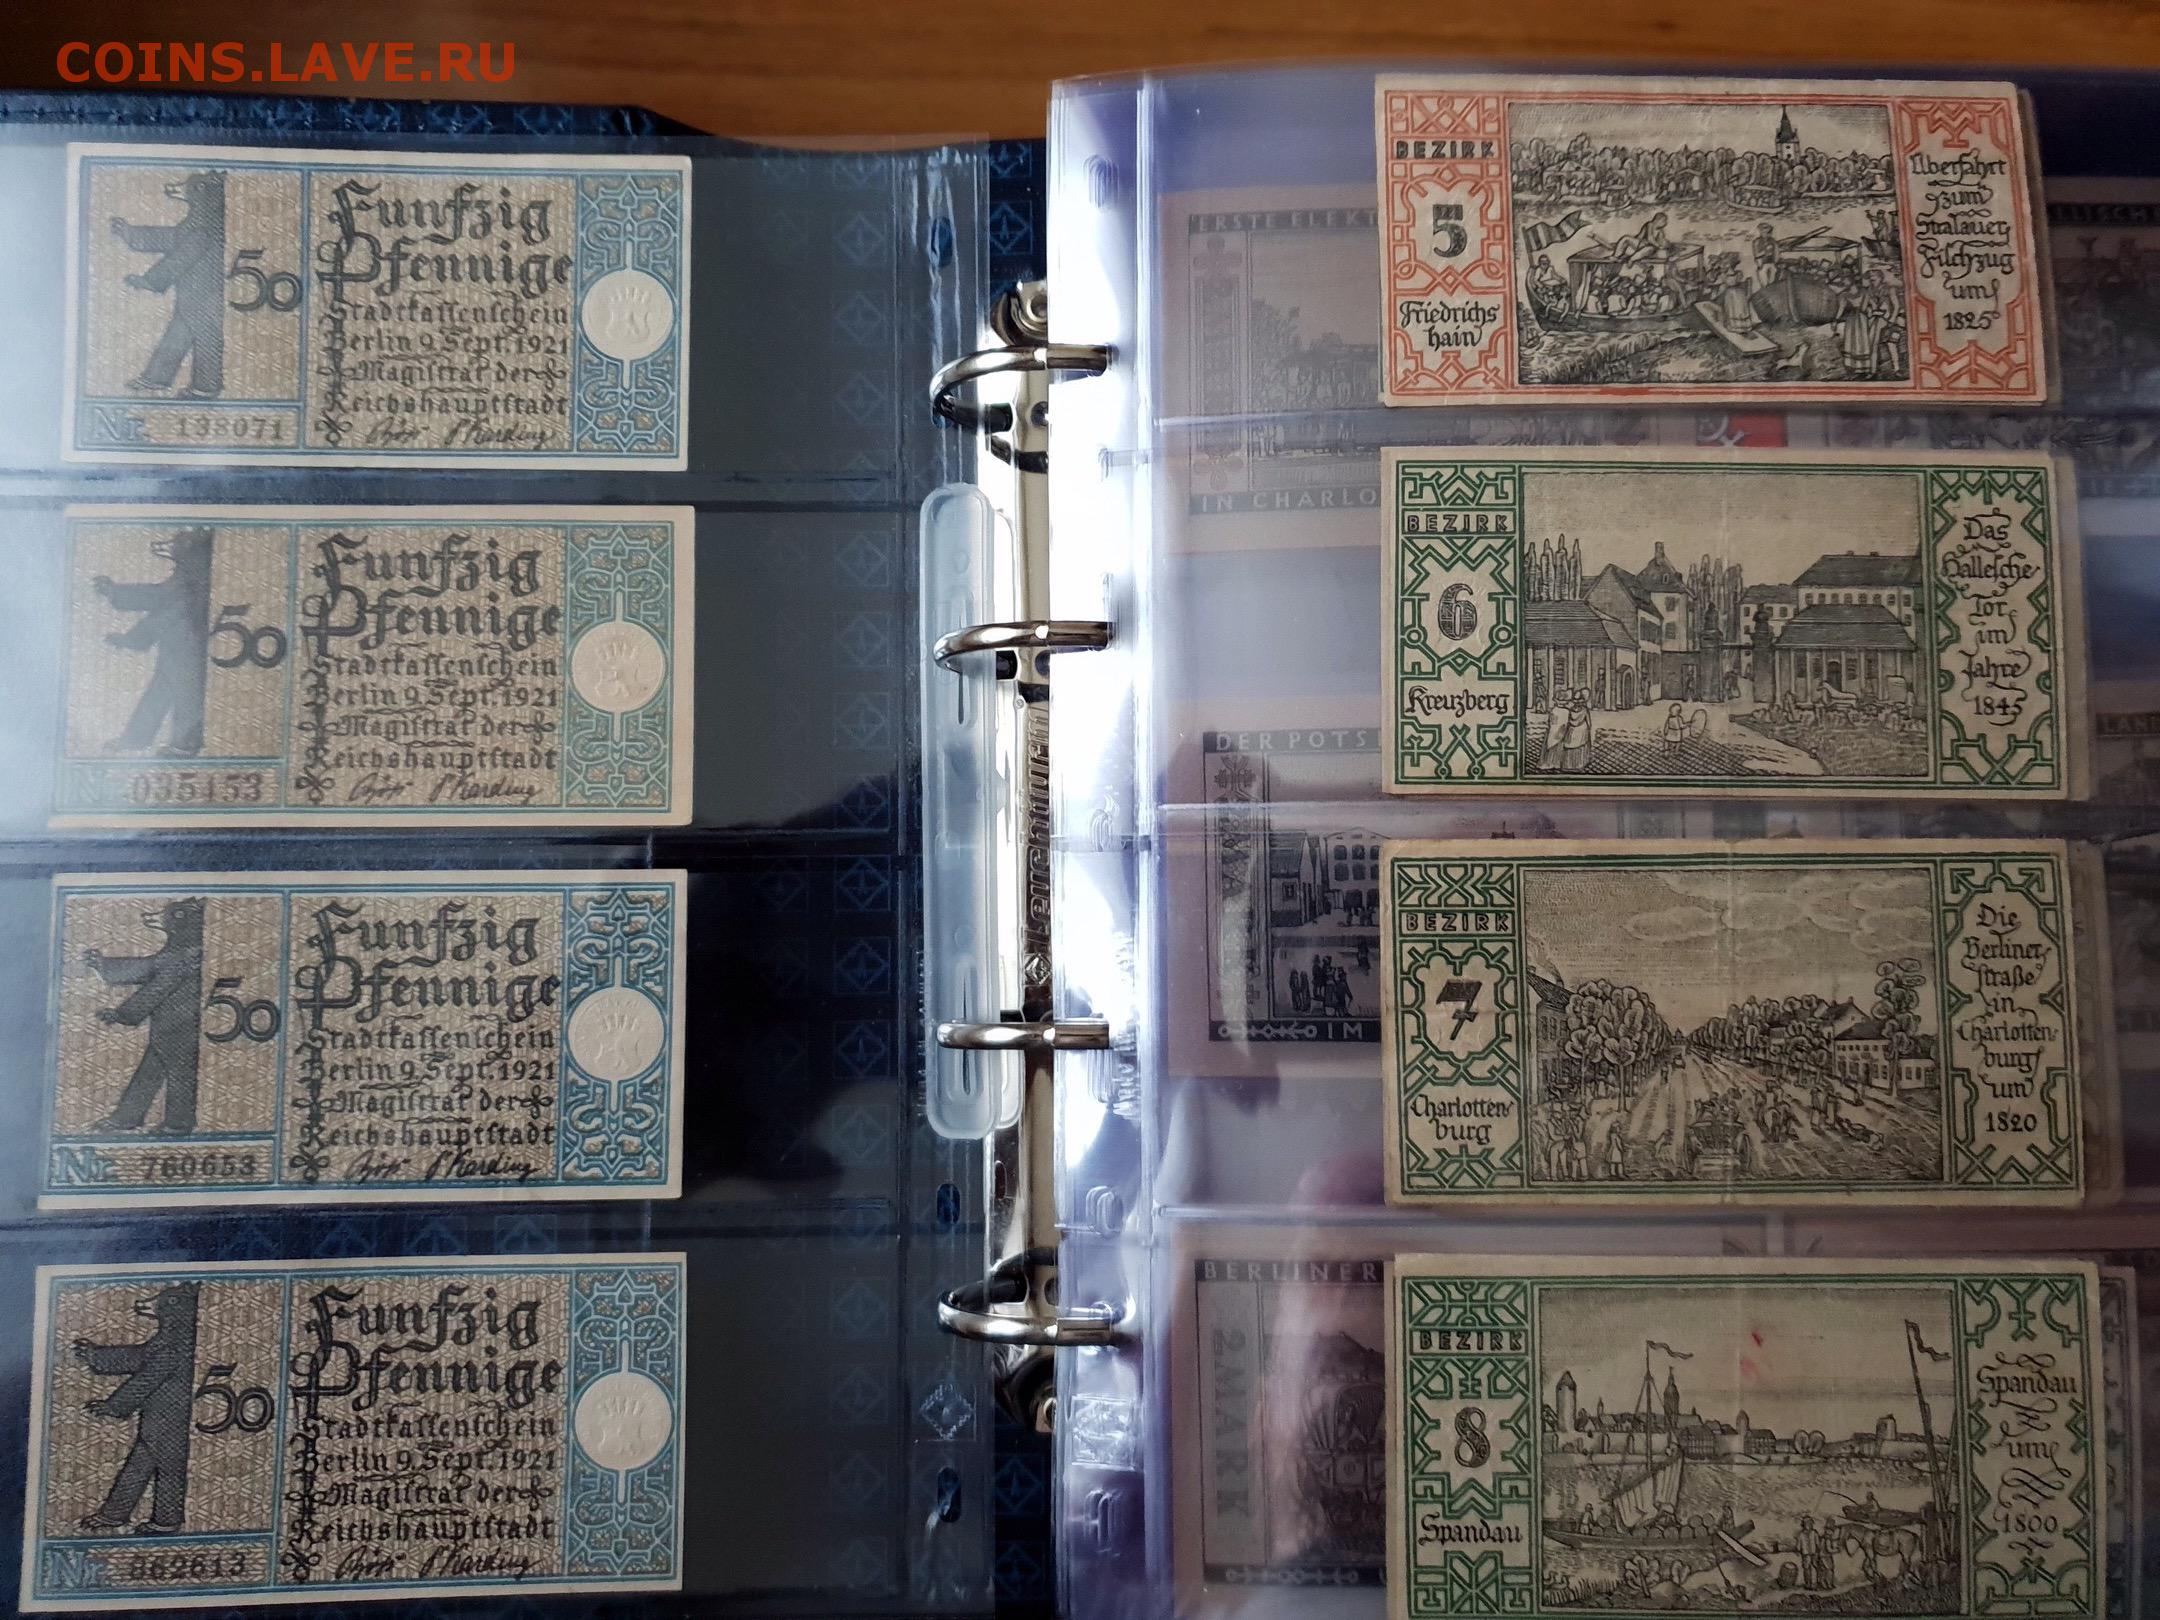 COINS.LAVE.RU
50
Funfzig
Pfennige
Stadtkassenschein
Berlin 9. Sept. 1921
Magistrat der
Reichshauptstadt
Nr. 138071
50
Funfzig
Pfennige
Stadtkassenschein
Berlin 9. Sept. 1921
Magistrat der
Reichshauptstadt
Nr. 035453
50
Funfzig
Pfennige
Stadtkassenschein
Berlin 9. Sept. 1921
Magistrat der
Reichshauptstadt
Nr. 760653
50
Funfzig
Pfennige
Stadtkassenschein
Berlin 9. Sept. 1921
Magistrat der
Reichshauptstadt
Nr. 862613
Leuchtturm
BEZIRK
5
Friedrichs
hain
Überfahrt
zum
Stralauer
Fischzug
um
1825
BEZIRK
6
Kreuzberg
Das
Hallesche
Tor
im
Jahre
1845
BEZIRK
7
Charlotten
burg
Die
Berliner
straße
in
Charlotten
burg
um
1820
BEZIRK
8
Spandau
Spandau
um
1800
ERSTE ELEKT
IN CHARLO
DER POTS
IM
BERLINER
2 MARK